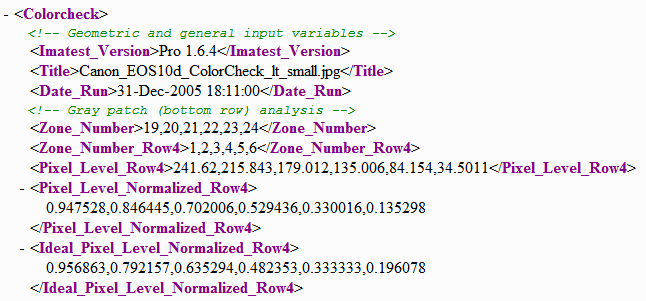 - <Colorcheck>
<!-- Geometric and general input variables -->
<Imatest_Version>Pro 1.6.4</Imatest_Version>
<Title>Canon_EOS10d_ColorCheck_lt_small.jpg</Title>
<Date_Run>31-Dec-2005 18:11:00</Date_Run>
<!-- Gray patch (bottom row) analysis -->
<Zone_Number>19,20,21,22,23,24</Zone_Number>
<Zone_Number_Row4>1,2,3,4,5,6</Zone_Number_Row4>
<Pixel_Level_Row4>241.62,215.843,179.012,135.006,84.154,34.5011</Pixel_Level_Row4>
- <Pixel_Level_Normalized_Row4>
0.947528,0.846445,0.702006,0.529436,0.330016,0.135298
</Pixel_Level_Normalized_Row4>
- <Ideal_Pixel_Level_Normalized_Row4>
0.956863,0.792157,0.635294,0.482353,0.333333,0.196078
</Ideal_Pixel_Level_Normalized_Row4>